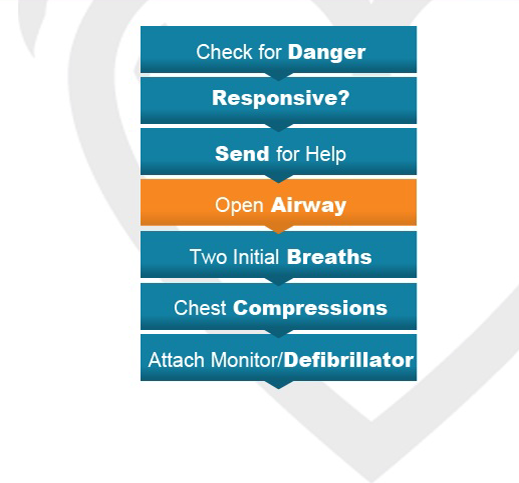 Check for Danger
Responsive?
Send for Help
Open Airway
Two Initial Breaths
Chest Compressions
Attach Monitor/Defibrillator